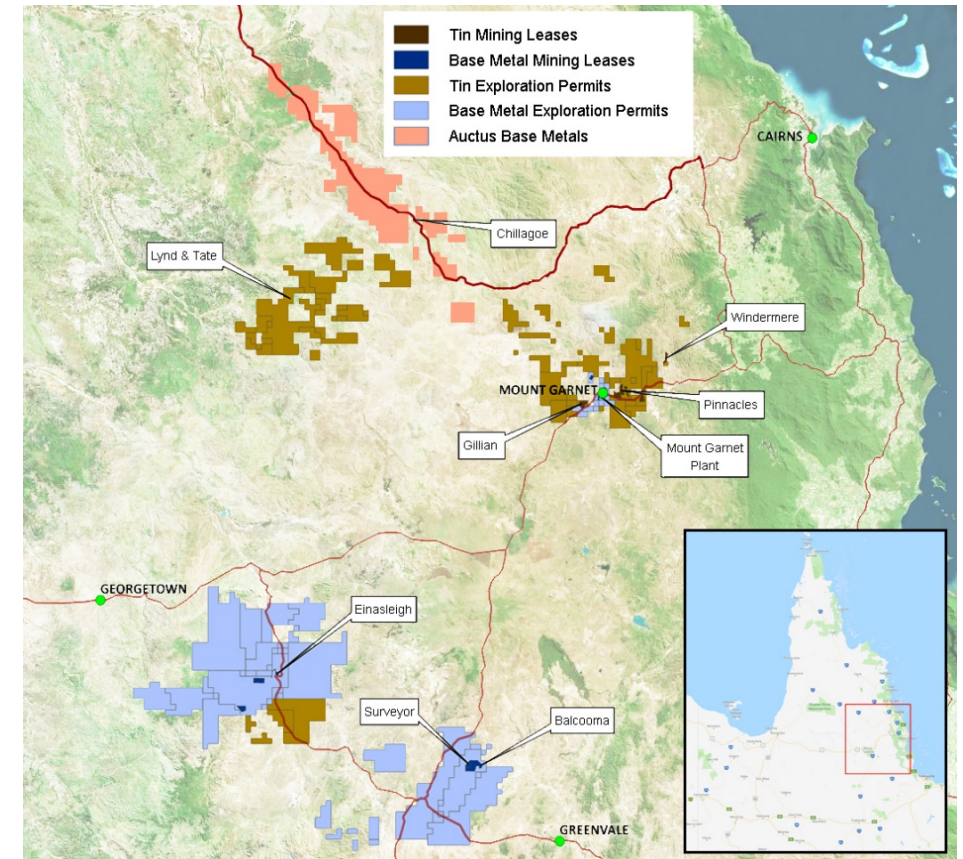 Tin Mining Leases
Base Metal Mining Leases
Tin Exploration Permits
Base Metal Exploration Permits
Auctus Base Metals
CAIRNS
Chillagoe
Lynd & Tate
Windermere
MOUNT GARNET
Pinnacles
Gillian
Mount Garnet
Plant
GEORGETOWN
Einasleigh
Surveyor
Balcooma
GREENVALE